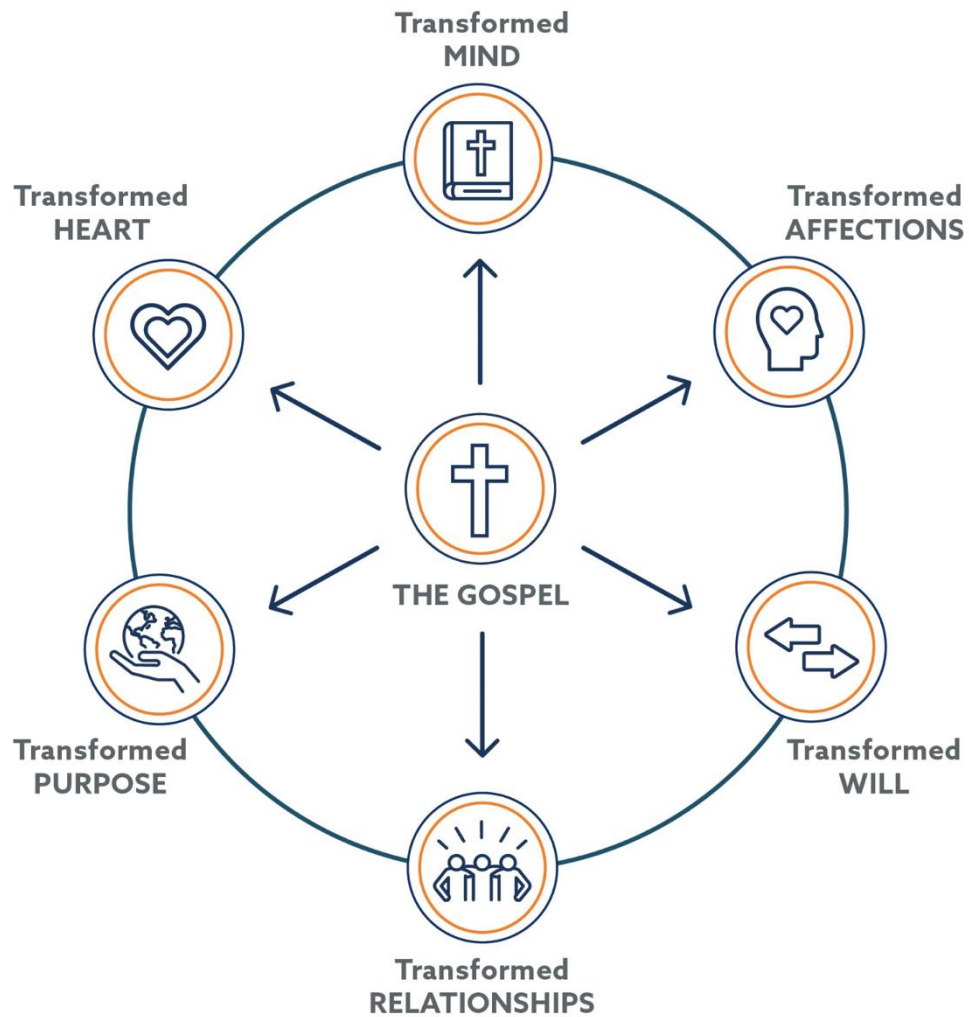 Transformed
MIND
Transformed
HEART
Transformed
AFFECTIONS
THE GOSPEL
Transformed
PURPOSE
Transformed
WILL
Transformed
RELATIONSHIPS